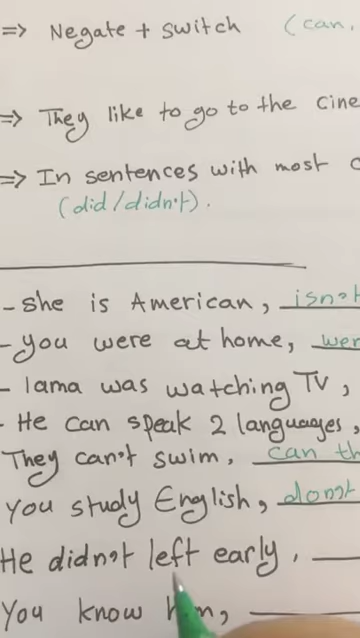 => Negate + switch (can.
=> They like to go to the cine
=> In sentences with most
(did/didn't).
- She is American, isn't
- you were at home, wer
- lama was watching TV,
- He can speak 2 languages,
They can't swim, can th
you study English, don't
He didn't left early,
You know him,